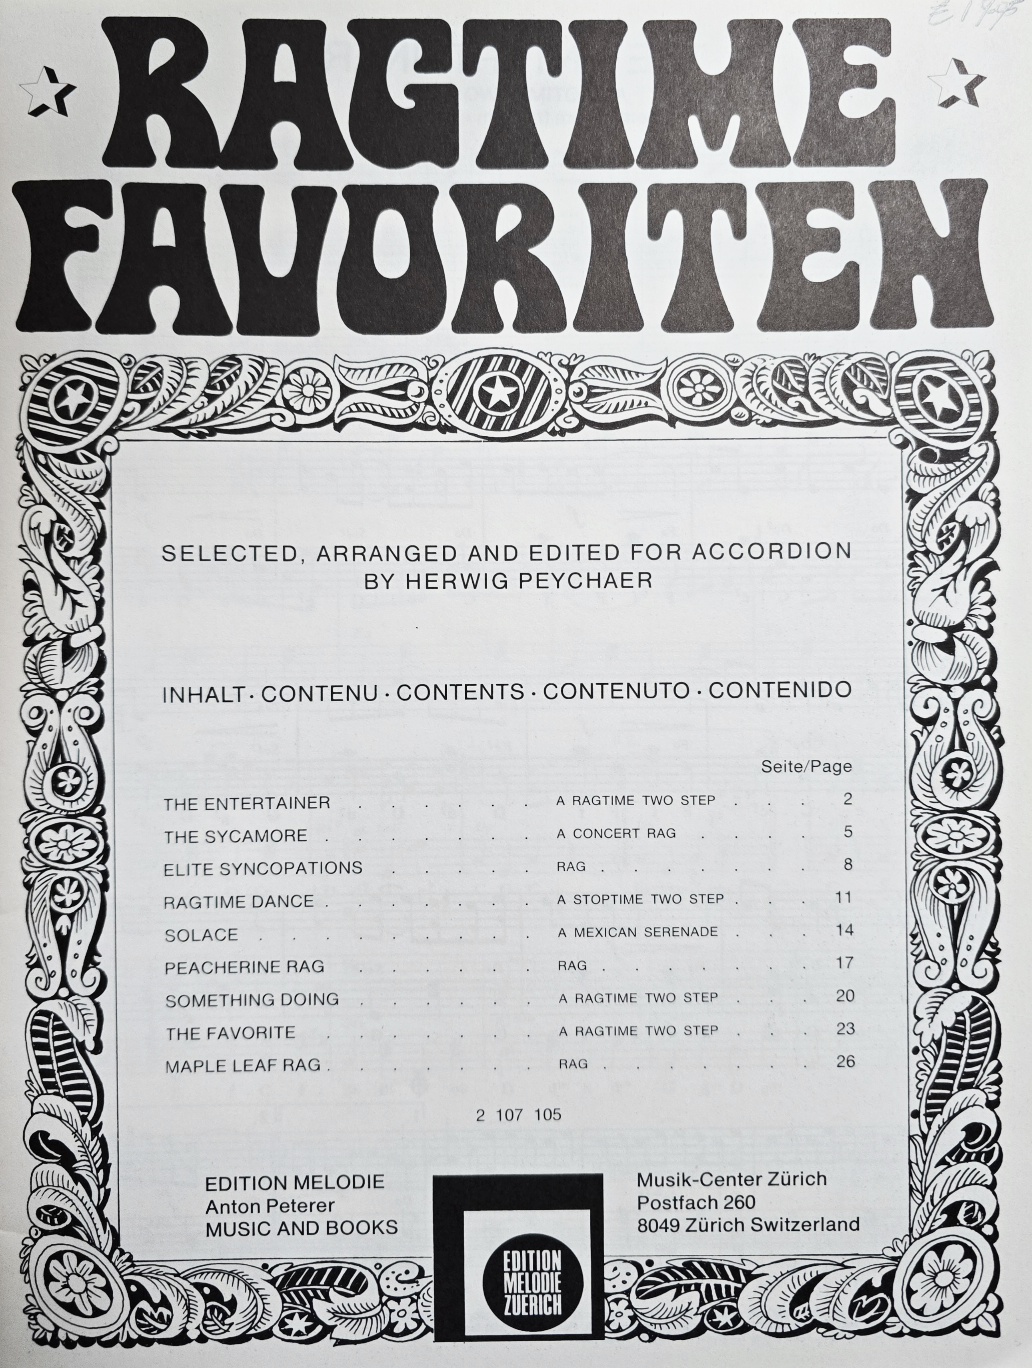 RAGTIME
FAVORITEN
SELECTED, ARRANGED AND EDITED FOR ACCORDION
BY HERWIG PEYCHAER
INHALT · CONTENU · CONTENTS · CONTENUTO · CONTENIDO
Seite/Page
THE ENTERTAINER . . . . . . A RAGTIME TWO STEP . . . 2
THE SYCAMORE . . . . . . . A CONCERT RAG . . . . 5
ELITE SYNCOPATIONS . . . . . RAG . . . . . . . 8
RAGTIME DANCE . . . . . . . A STOPTIME TWO STEP . . . 11
SOLACE . . . . . . . . . A MEXICAN SERENADE . . . 14
PEACHERINE RAG . . . . . . RAG . . . . . . . 17
SOMETHING DOING . . . . . . A RAGTIME TWO STEP . . . 20
THE FAVORITE . . . . . . . A RAGTIME TWO STEP . . . 23
MAPLE LEAF RAG . . . . . . . RAG . . . . . . . 26
2 107 105
EDITION MELODIE
Anton Peterer
MUSIC AND BOOKS
EDITION
MELODIE
ZUERICH
Musik-Center Zürich
Postfach 260
8049 Zürich Switzerland